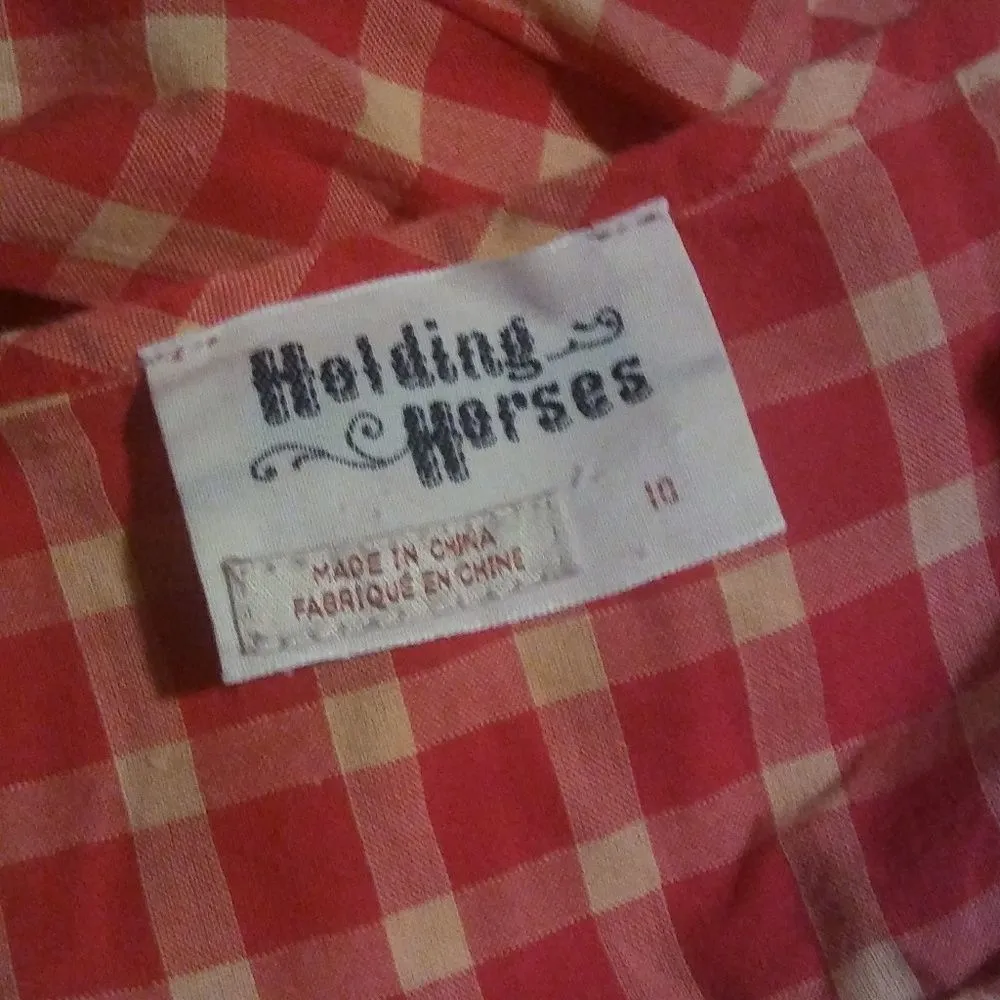 Holding
Horses
10
MADE IN CHINA
FABRIQUÉ EN CHINE